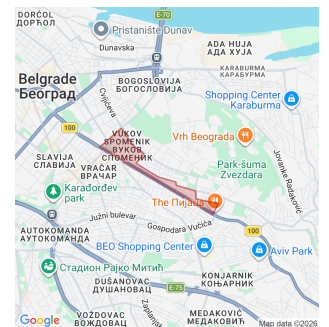 DORĆOL
ДОРЋОЛ
E-70
Pristanište Dunav
Dunavska
ADA HUJA
АДА ХУЈА
Cvijićeva
BOGOSLOVIJA
БОГОСЛОВИЈА
KARABURMA
КАРАБУРМА
Belgrade
Београд
Shopping Center
Karaburma
100
VUKOV
SPOMENIK
ВУКОВ
СПОМЕНИК
Vrh Beograda
SLAVIJA
СЛАВИЈА
VRAČAR
ВРАЧАР
Park-šuma
Zvezdara
Jovanke Radaković
Karađorđev
park
The Пијаца
Južni bulevar
Gospodara Vučića
100
AUTOKOMANDA
АУТОКОМАНДА
BEO Shopping Center
Aviv Park
Стадион Рајко Митић
KONJARNIK
КОЊАРНИК
DUŠANOVAC
ДУШАНОВАЦ
E-75
Zaplanjska
VOŽDOVAC
ВОЖДОВАЦ
MEDAKOVIĆ
МЕДАКОВИЋ
Google
Map data ©2026